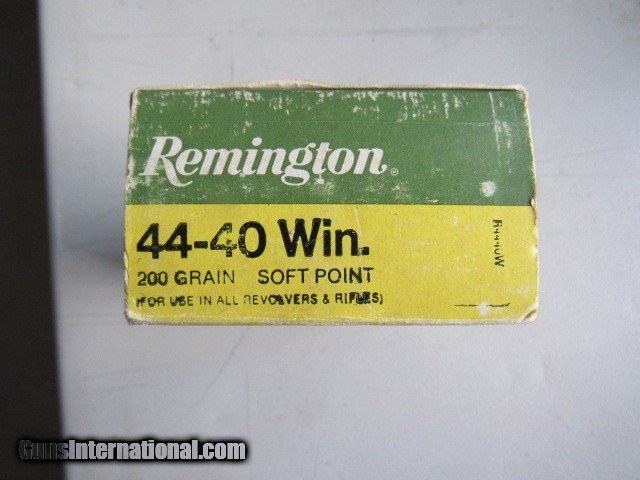 Remington®
44-40 Win.
200 GRAIN SOFT POINT
(FOR USE IN ALL REVOLVERS & RIFLES)
R4440W
GunsInternational.com